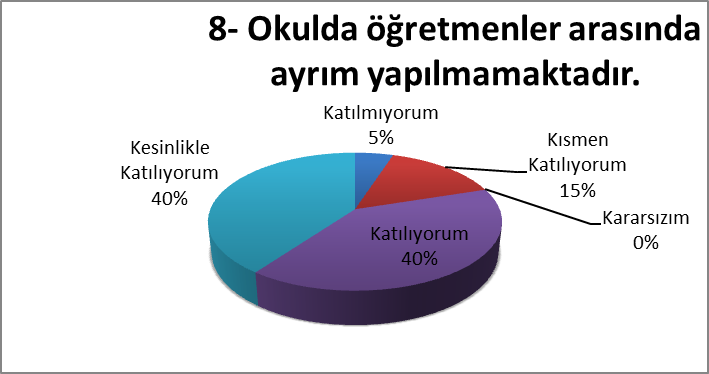 8- Okulda öğretmenler arasında
ayrım yapılmamaktadır.
Katılmıyorum
5%
Kısmen
Katılıyorum
15%
Kararsızım
0%
Katılıyorum
40%
Kesinlikle
Katılıyorum
40%